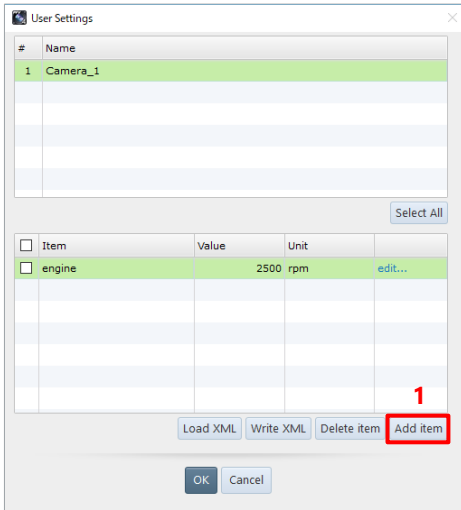 User Settings
# Name
1 Camera_1
Select All
Item Value Unit
engine 2500 rpm edit...
1
Load XML Write XML Delete item Add item
OK Cancel